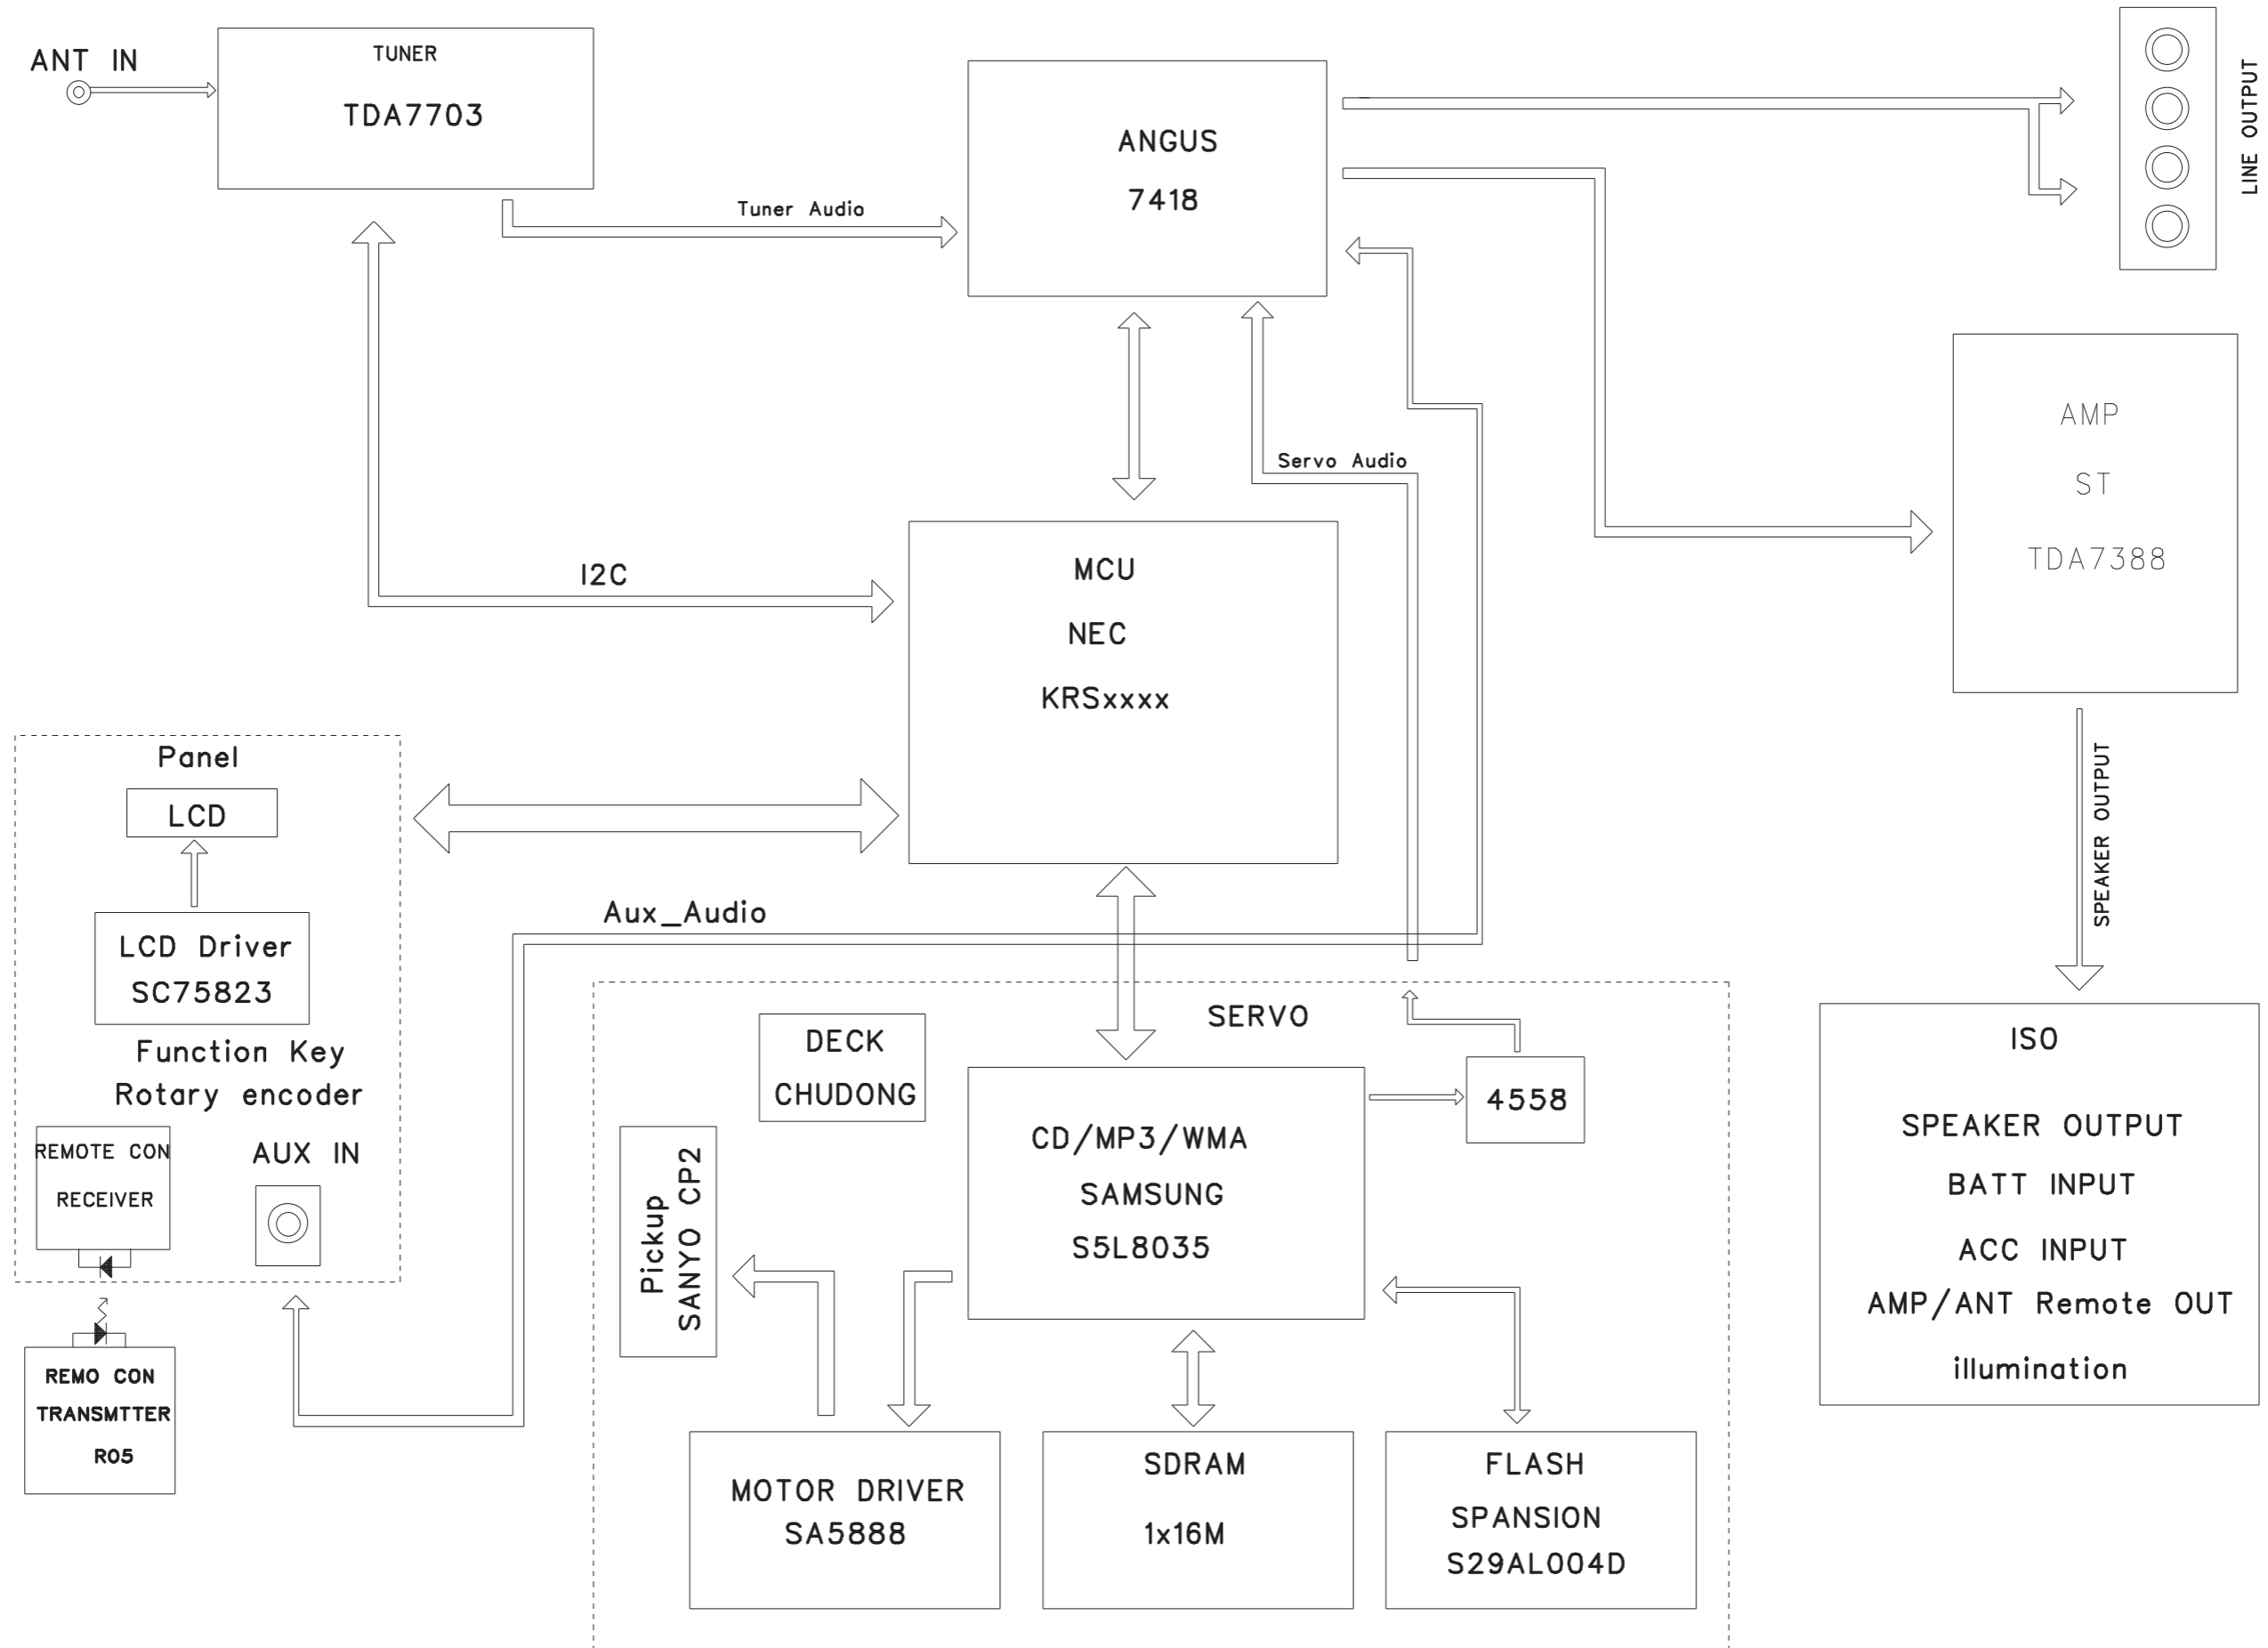 ANT IN
TUNER
TDA7703
ANGUS
7418
LINE OUTPUT
Tuner Audio
AMP
ST
TDA7388
Servo Audio
I2C
MCU
NEC
KRSxxxx
SPEAKER OUTPUT
Panel
LCD
LCD Driver
SC75823
Function Key
Rotary encoder
REMOTE CON
RECEIVER
AUX IN
REMO CON
TRANSMTTER
R05
Aux_Audio
SERVO
DECK
CHUDONG
Pickup
SANYO CP2
CD/MP3/WMA
SAMSUNG
S5L8035
4558
MOTOR DRIVER
SA5888
SDRAM
1x16M
FLASH
SPANSION
S29AL004D
ISO
SPEAKER OUTPUT
BATT INPUT
ACC INPUT
AMP/ANT Remote OUT
illumination